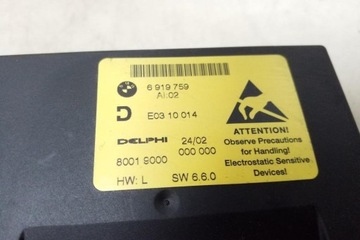 6 919 759
AI:02
D E03 10 014
DELPHI 24/02
8001 9000 000 000
HW: L SW 6.6.0
ATTENTION!
Observe Precautions
for Handling!
Electrostatic Sensitive
Devices!